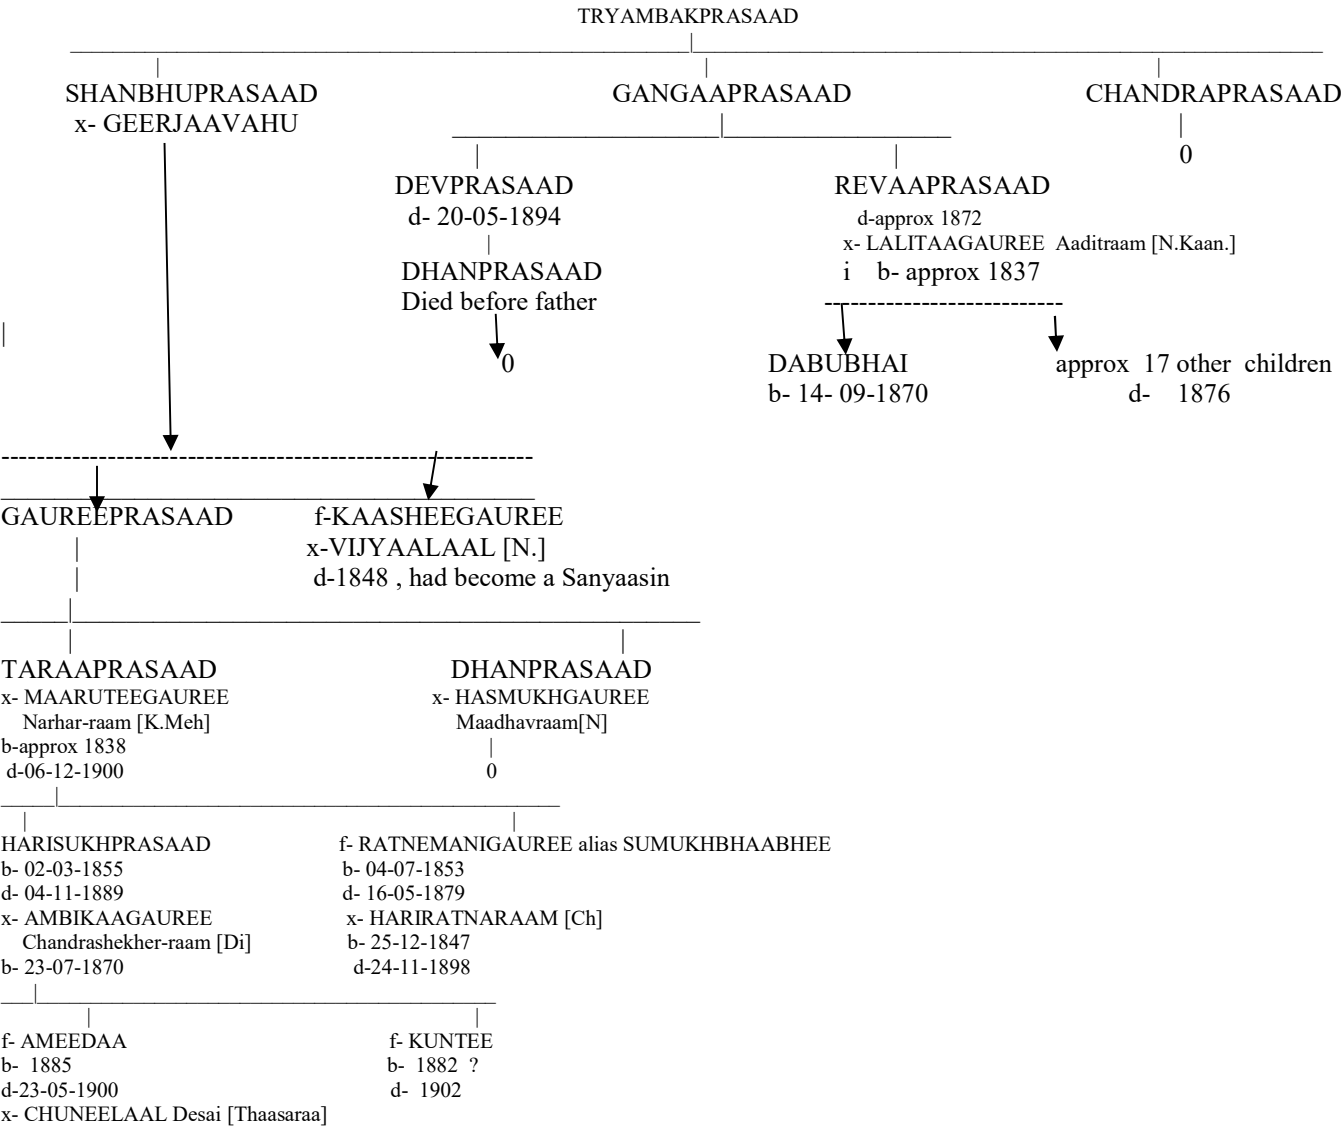 TRYAMBAKPRASAAD
SHANBHUPRASAAD GANGAAPRASAAD CHANDRAPRASAAD
x- GEERJAAVAHU
0
DEVPRASAAD REVAAPRASAAD
d- 20-05-1894 d-approx 1872
x- LALITAAGAUREE Aaditraam [N.Kaan.]
DHANPRASAAD i b- approx 1837
Died before father
0 DABUBHAI approx 17 other children
b- 14- 09-1870 d- 1876
GAUREEPRASAAD f-KAASHEEGAUREE
x-VIJYAALAAL [N.]
d-1848 , had become a Sanyaasin
TARAAPRASAAD DHANPRASAAD
x- MAARUTEEGAUREE x- HASMUKHGAUREE
Narhar-raam [K.Meh] Maadhavraam[N]
b-approx 1838
d-06-12-1900 0
HARISUKHPRASAAD f- RATNEMANIGAUREE alias SUMUKHBHAABHEE
b- 02-03-1855 b- 04-07-1853
d- 04-11-1889 d- 16-05-1879
x- AMBIKAAGAUREE x- HARIRATNARAAM [Ch]
Chandrashekher-raam [Di] b- 25-12-1847
b- 23-07-1870 d-24-11-1898
f- AMEEDAA f- KUNTEE
b- 1885 b- 1882 ?
d-23-05-1900 d- 1902
x- CHUNEELAAL Desai [Thaasaraa]